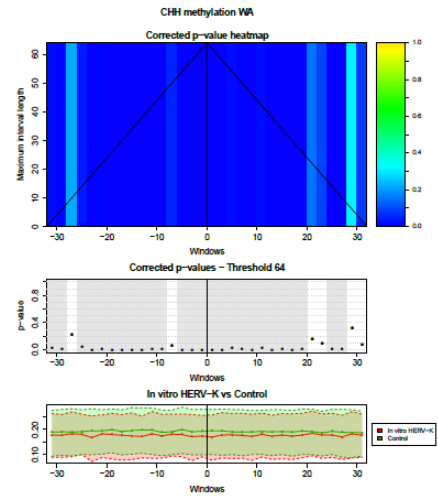 CHH methylation WA
Corrected p-value heatmap
Maximum interval length
0 10 20 30 40 50 60
−30 −20 −10 0 10 20 30
Windows
0.0 0.2 0.4 0.6 0.8 1.0
Corrected p-values − Threshold 64
p-value
0.0 0.4 0.8
−30 −20 −10 0 10 20 30
Windows
In vitro HERV−K vs Control
0.10 0.20
−30 −20 −10 0 10 20 30
Windows
In vitro HERV−K
Control